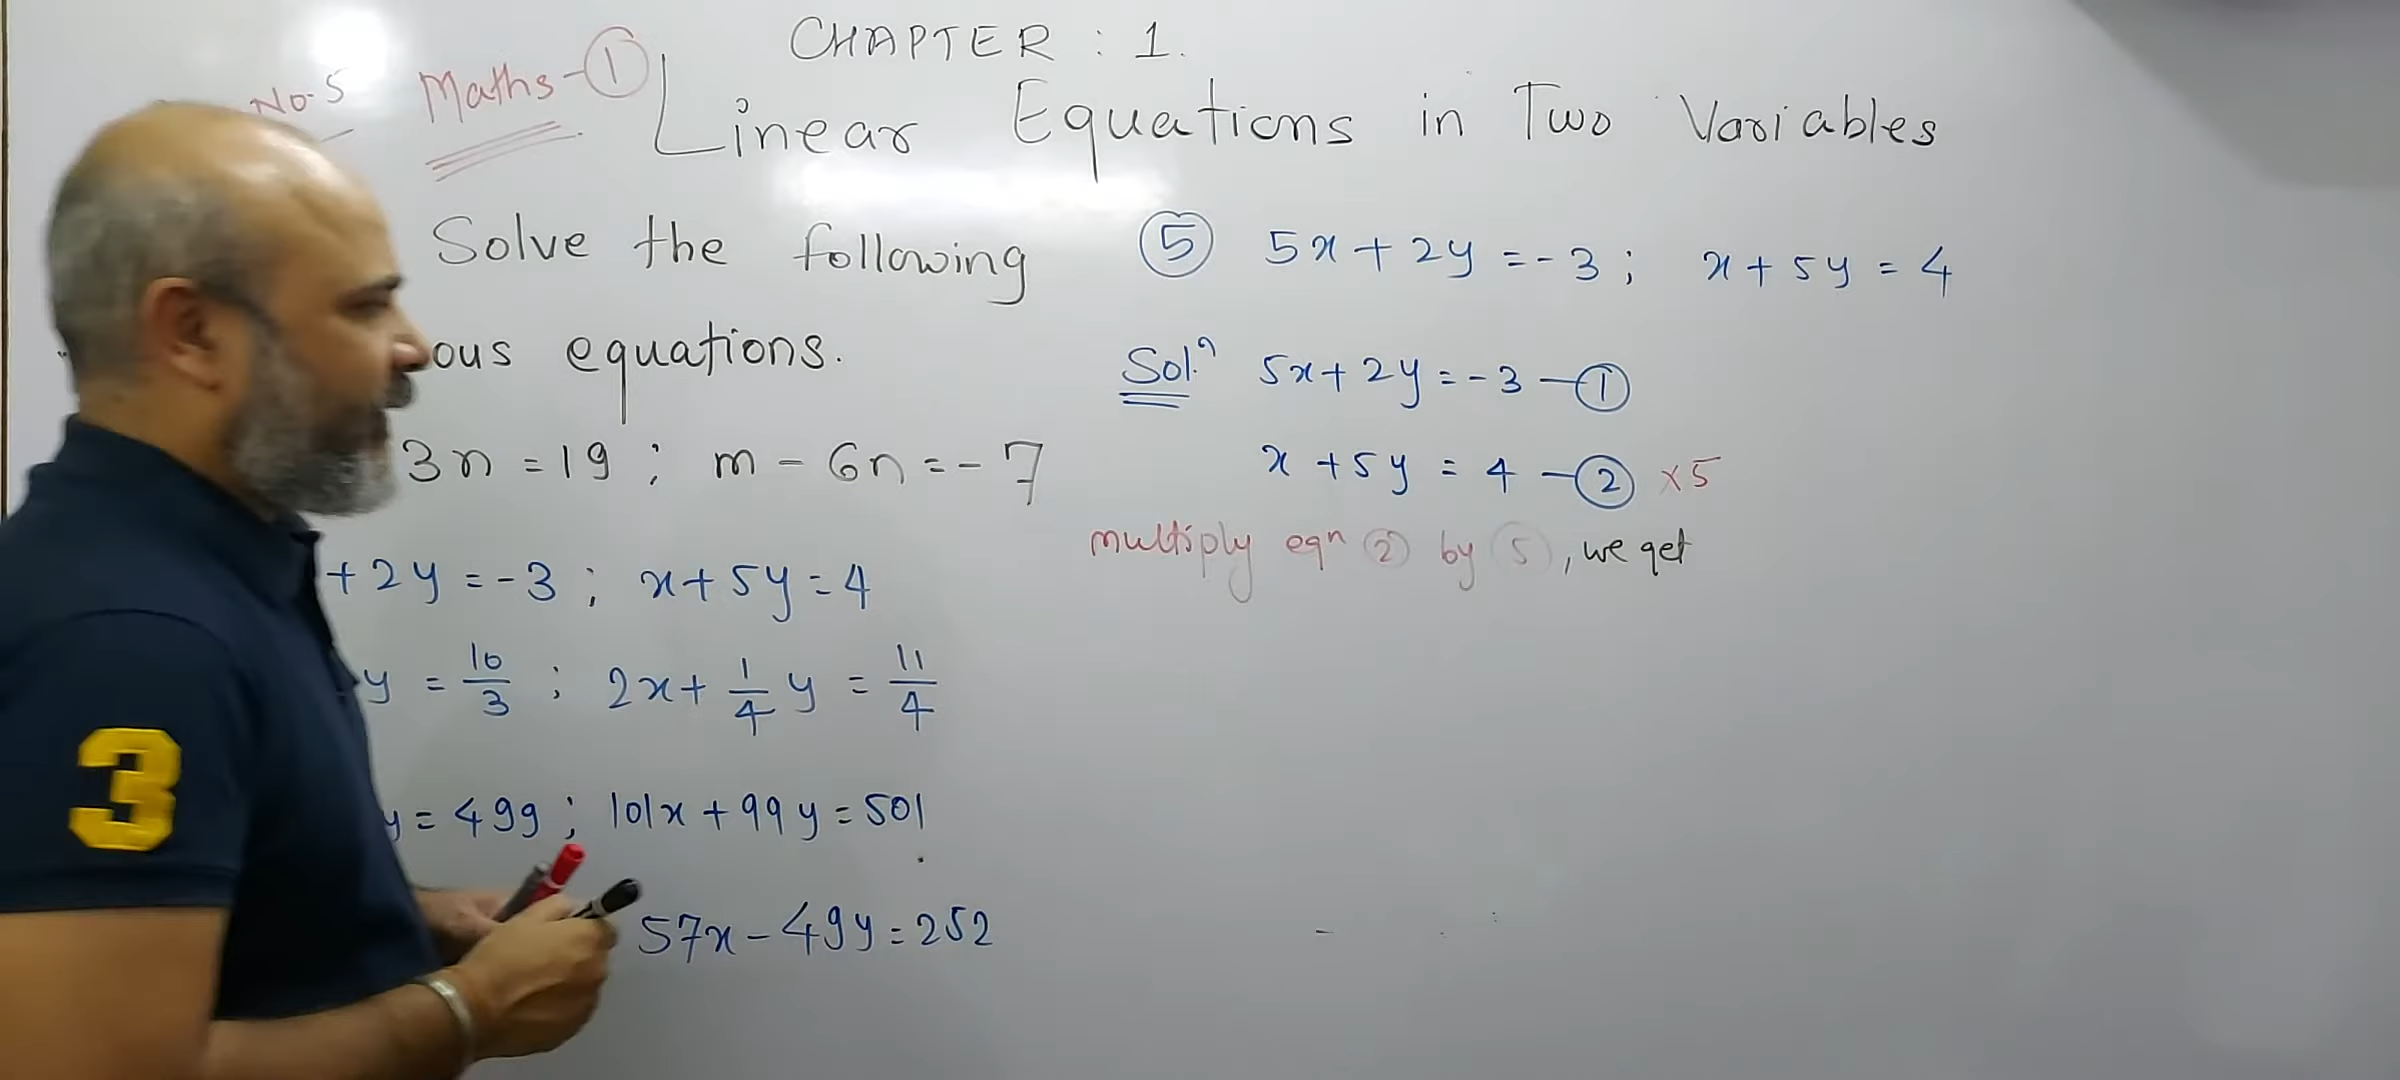 CHAPTER : 1.
No-5 Maths-① Linear Equations in Two Variables
Solve the following
ous equations.
3n = 19 ; m - 6n = - 7
+ 2y = - 3 ; x + 5y = 4
y = 10/3 ; 2x + 1/4 y = 11/4
y = 499 ; 101x + 99y = 501
57x - 49y = 252
⑤ 5x + 2y = - 3 ; x + 5y = 4
Sol.n 5x + 2y = - 3 — ①
x + 5y = 4 — ② ×5
multiply eqn ② by ⑤, we get
3